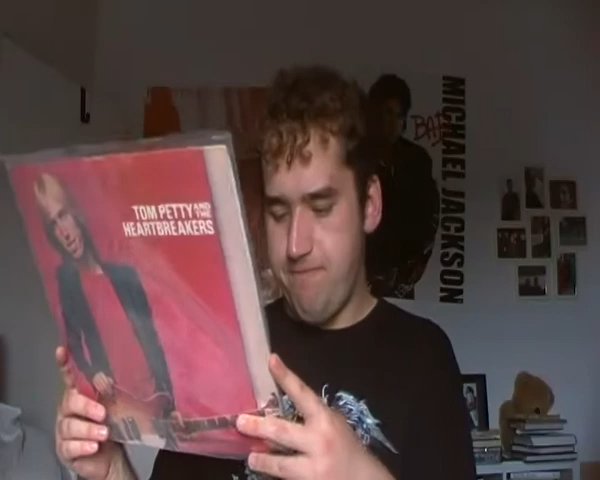 TOM PETTY AND THE
HEARTBREAKERS
BAD
MICHAEL JACKSON